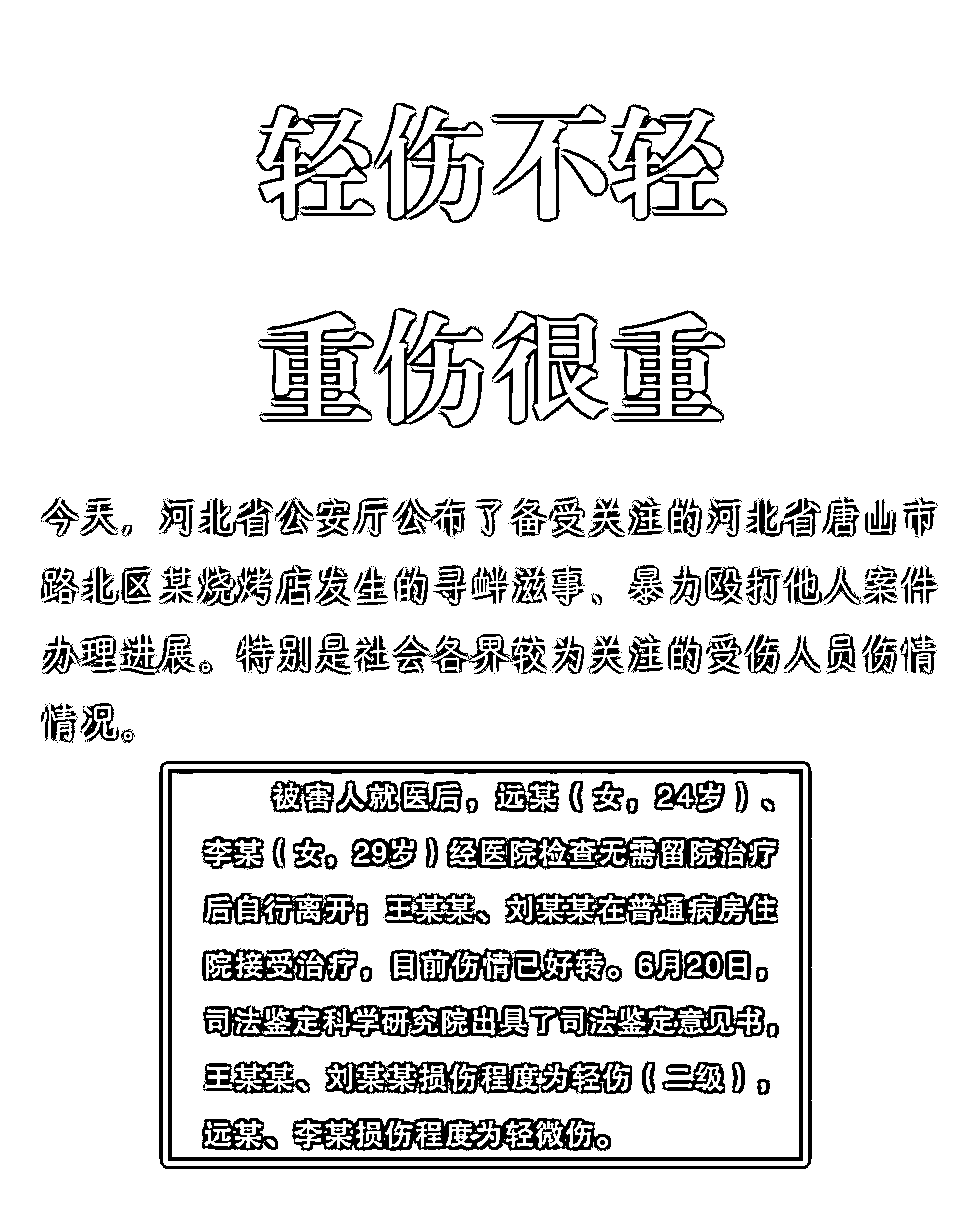 轻伤不轻
重伤很重
今天，河北省公安厅公布了备受关注的河北省唐山市
路北区某烧烤店发生的寻衅滋事、暴力殴打他人案件
办理进展。特别是社会各界较为关注的受伤人员伤情
情况。
被害人就医后，远某（女，24岁）、
李某（女，29岁）经医院检查无需留院治疗
后自行离开；王某某、刘某某在普通病房住
院接受治疗，目前伤情已好转。6月20日，
司法鉴定科学研究院出具了司法鉴定意见书，
王某某、刘某某损伤程度为轻伤（二级），
远某、李某损伤程度为轻微伤。